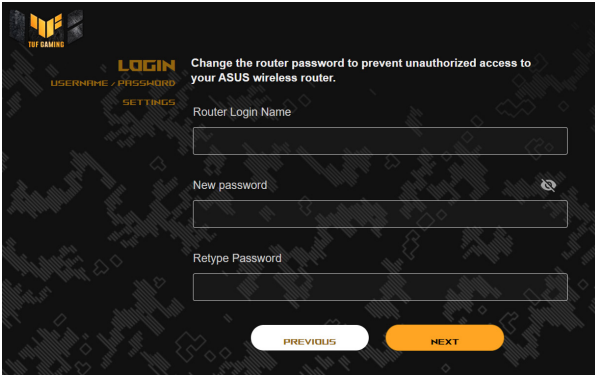 TUF GAMING
LOGIN
USERNAME / PASSWORD
SETTINGS
Change the router password to prevent unauthorized access to
your ASUS wireless router.
Router Login Name
New password
Retype Password
PREVIOUS
NEXT